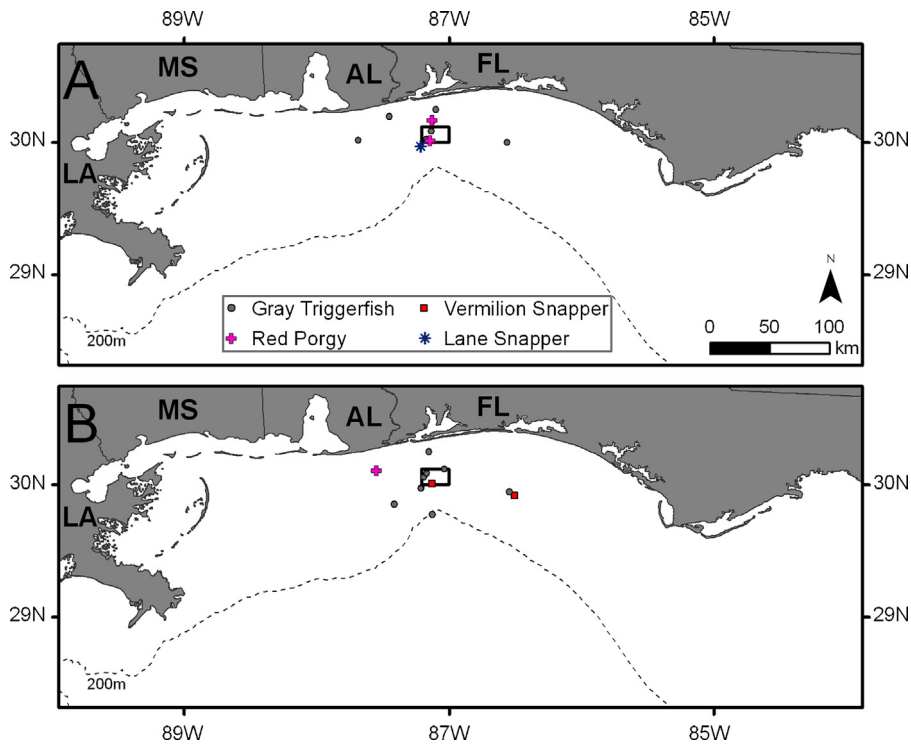 89W 87W 85W
A
MS AL FL
30N 30N
LA
29N 29N
N
Gray Triggerfish Vermilion Snapper
Red Porgy Lane Snapper
0 50 100
km
200m
B
MS AL FL
30N 30N
LA
29N 29N
200m
89W 87W 85W